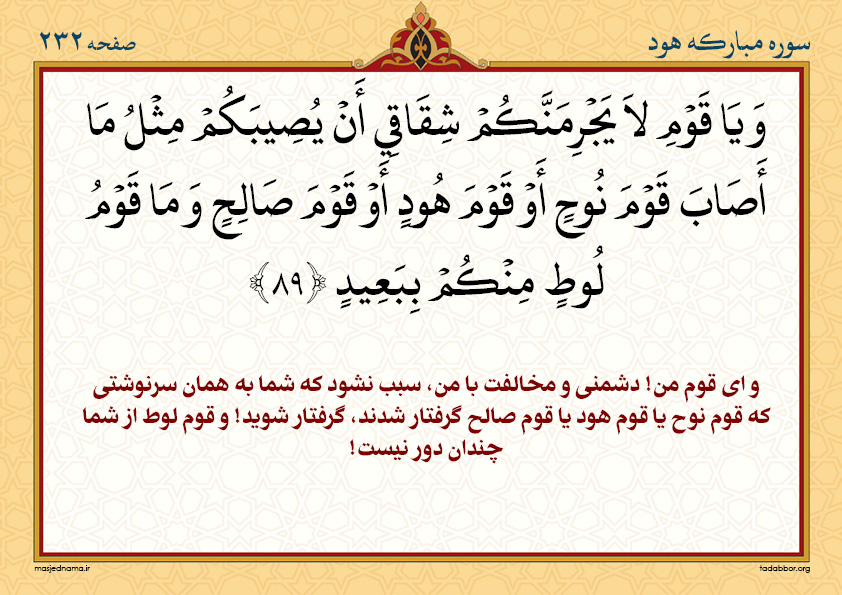 سوره مبارکه هود
صفحه ۲۳۲
وَيَا قَوْمِ لاَ يَجْرِمَنَّكُمْ شِقَاقِي أَنْ يُصِيبَكُمْ مِثْلُ مَا
أَصَابَ قَوْمَ نُوحٍ أَوْ قَوْمَ هُودٍ أَوْ قَوْمَ صَالِحٍ وَمَا قَوْمُ
لُوطٍ مِنْكُمْ بِبَعِيدٍ ﴿۸۹﴾
و ای قوم من! دشمنی و مخالفت با من، سبب نشود که شما به همان سرنوشتی
که قوم نوح یا قوم هود یا قوم صالح گرفتار شدند، گرفتار شوید! و قوم لوط از شما
چندان دور نیست!
masjednama.ir
tadabbor.org